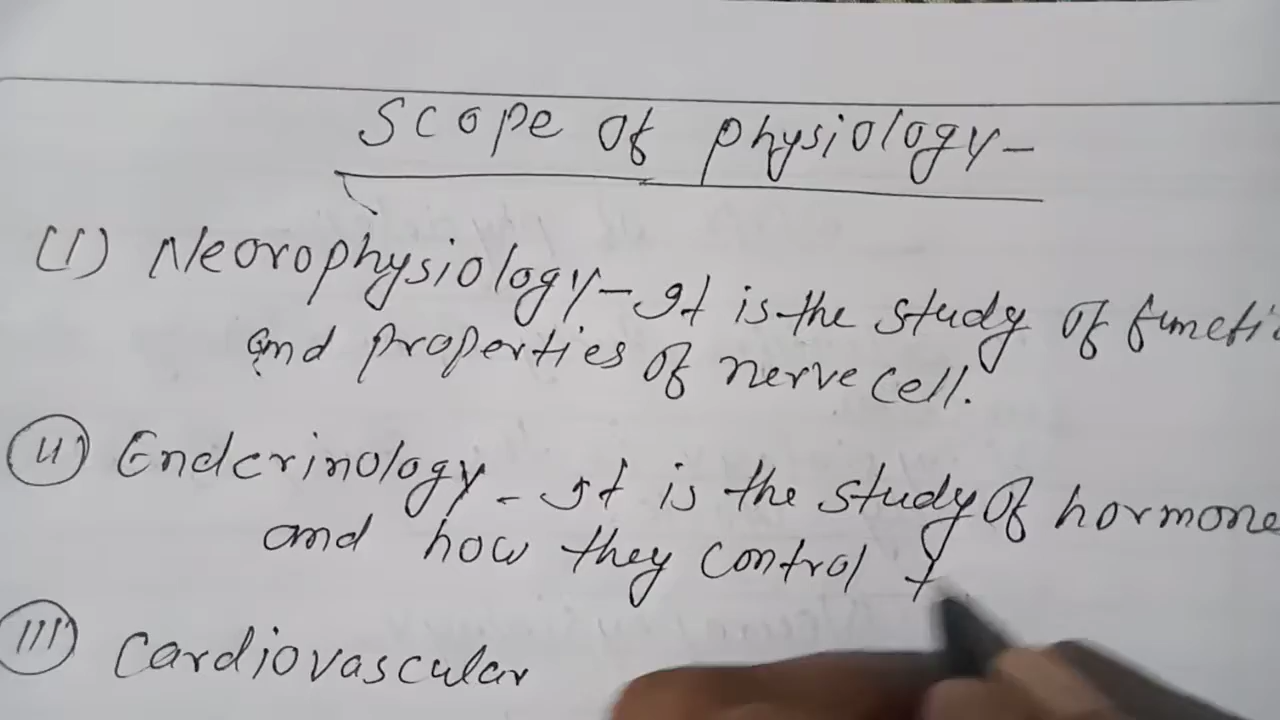 Scope of physiology-
(I) Neorophysiology - It is the study of functi
and properties of nerve cell.
(II) Endcrinology - It is the study of hormone
and how they control t
(III) Cardiovascular